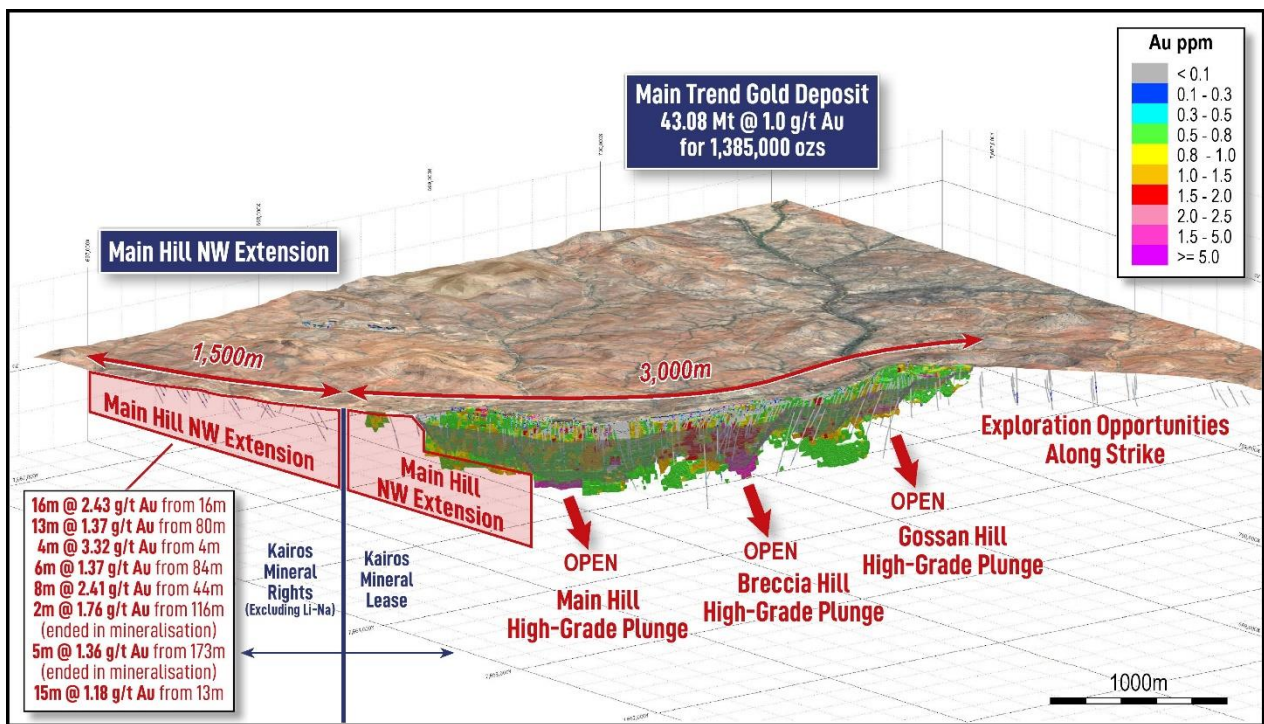 Au ppm
< 0.1
0.1 - 0.3
0.3 - 0.5
0.5 - 0.8
0.8 - 1.0
1.0 - 1.5
1.5 - 2.0
2.0 - 2.5
1.5 - 5.0
>= 5.0
Main Trend Gold Deposit
43.08 Mt @ 1.0 g/t Au
for 1,385,000 ozs
Main Hill NW Extension
1,500m
3,000m
Main Hill NW Extension
Main Hill
NW Extension
Exploration Opportunities
Along Strike
OPEN
Main Hill
High-Grade Plunge
OPEN
Breccia Hill
High-Grade Plunge
OPEN
Gossan Hill
High-Grade Plunge
16m @ 2.43 g/t Au from 16m
13m @ 1.37 g/t Au from 80m
4m @ 3.32 g/t Au from 4m
6m @ 1.37 g/t Au from 84m
8m @ 2.41 g/t Au from 44m
2m @ 1.76 g/t Au from 116m
(ended in mineralisation)
5m @ 1.36 g/t Au from 173m
(ended in mineralisation)
15m @ 1.18 g/t Au from 13m
Kairos
Mineral
Rights
(Excluding Li-Na)
Kairos
Mineral
Lease
1000m